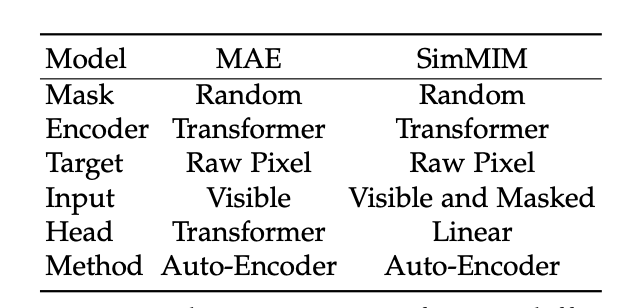 Model MAE SimMIM
Mask Random Random
Encoder Transformer Transformer
Target Raw Pixel Raw Pixel
Input Visible Visible and Masked
Head Transformer Linear
Method Auto-Encoder Auto-Encoder